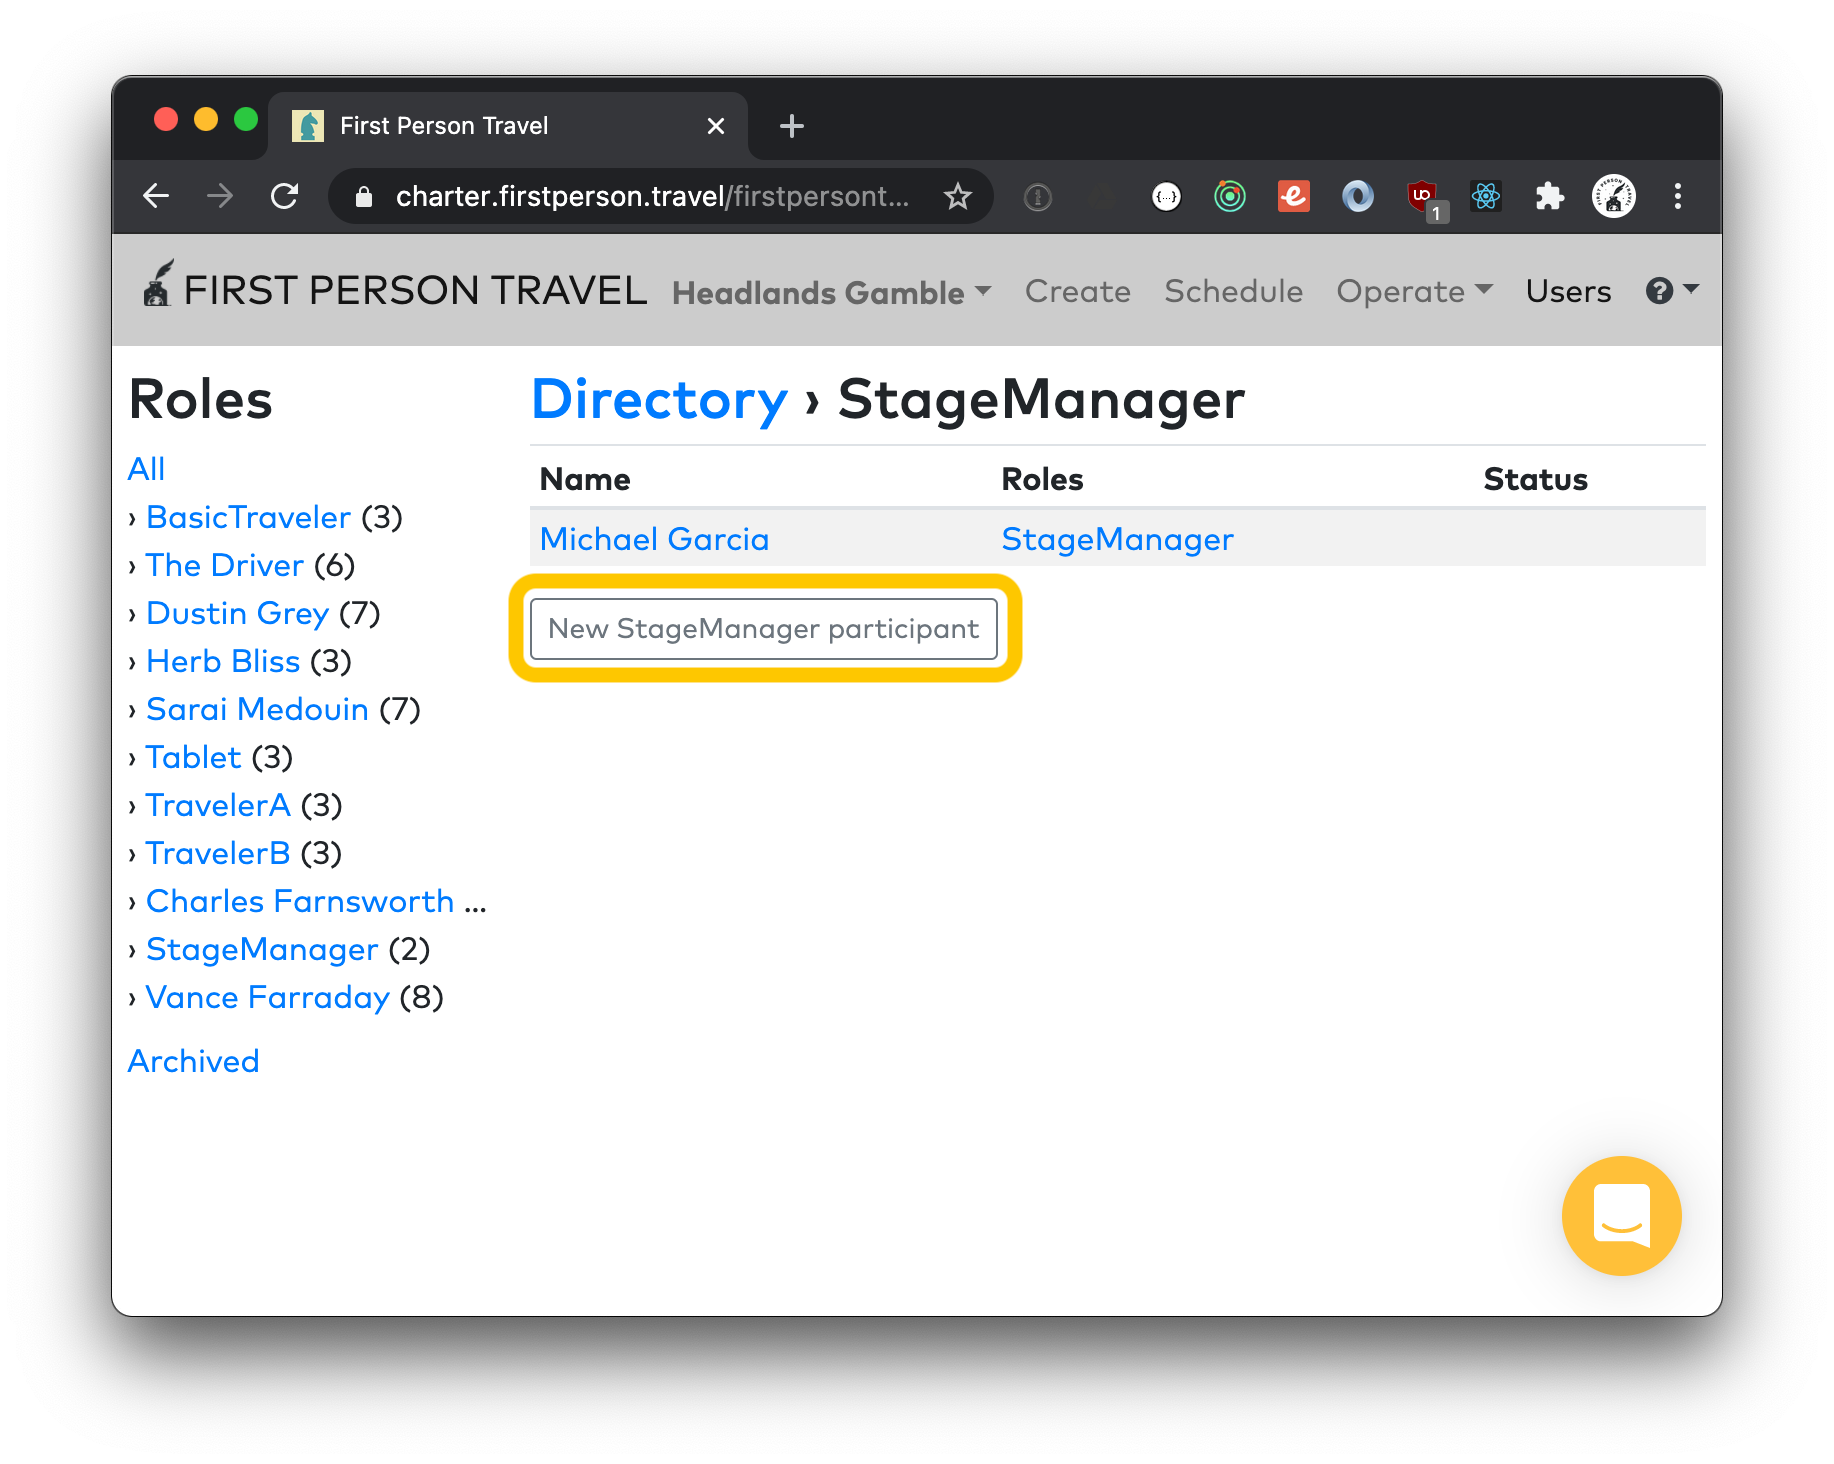 First Person Travel
charter.firstperson.travel/firstpersont...
1
FIRST PERSON TRAVEL Headlands Gamble Create Schedule Operate Users ?
Roles
All
› BasicTraveler (3)
› The Driver (6)
› Dustin Grey (7)
› Herb Bliss (3)
› Sarai Medouin (7)
› Tablet (3)
› TravelerA (3)
› TravelerB (3)
› Charles Farnsworth ...
› StageManager (2)
› Vance Farraday (8)
Archived
Directory › StageManager
Name Roles Status
Michael Garcia StageManager
New StageManager participant